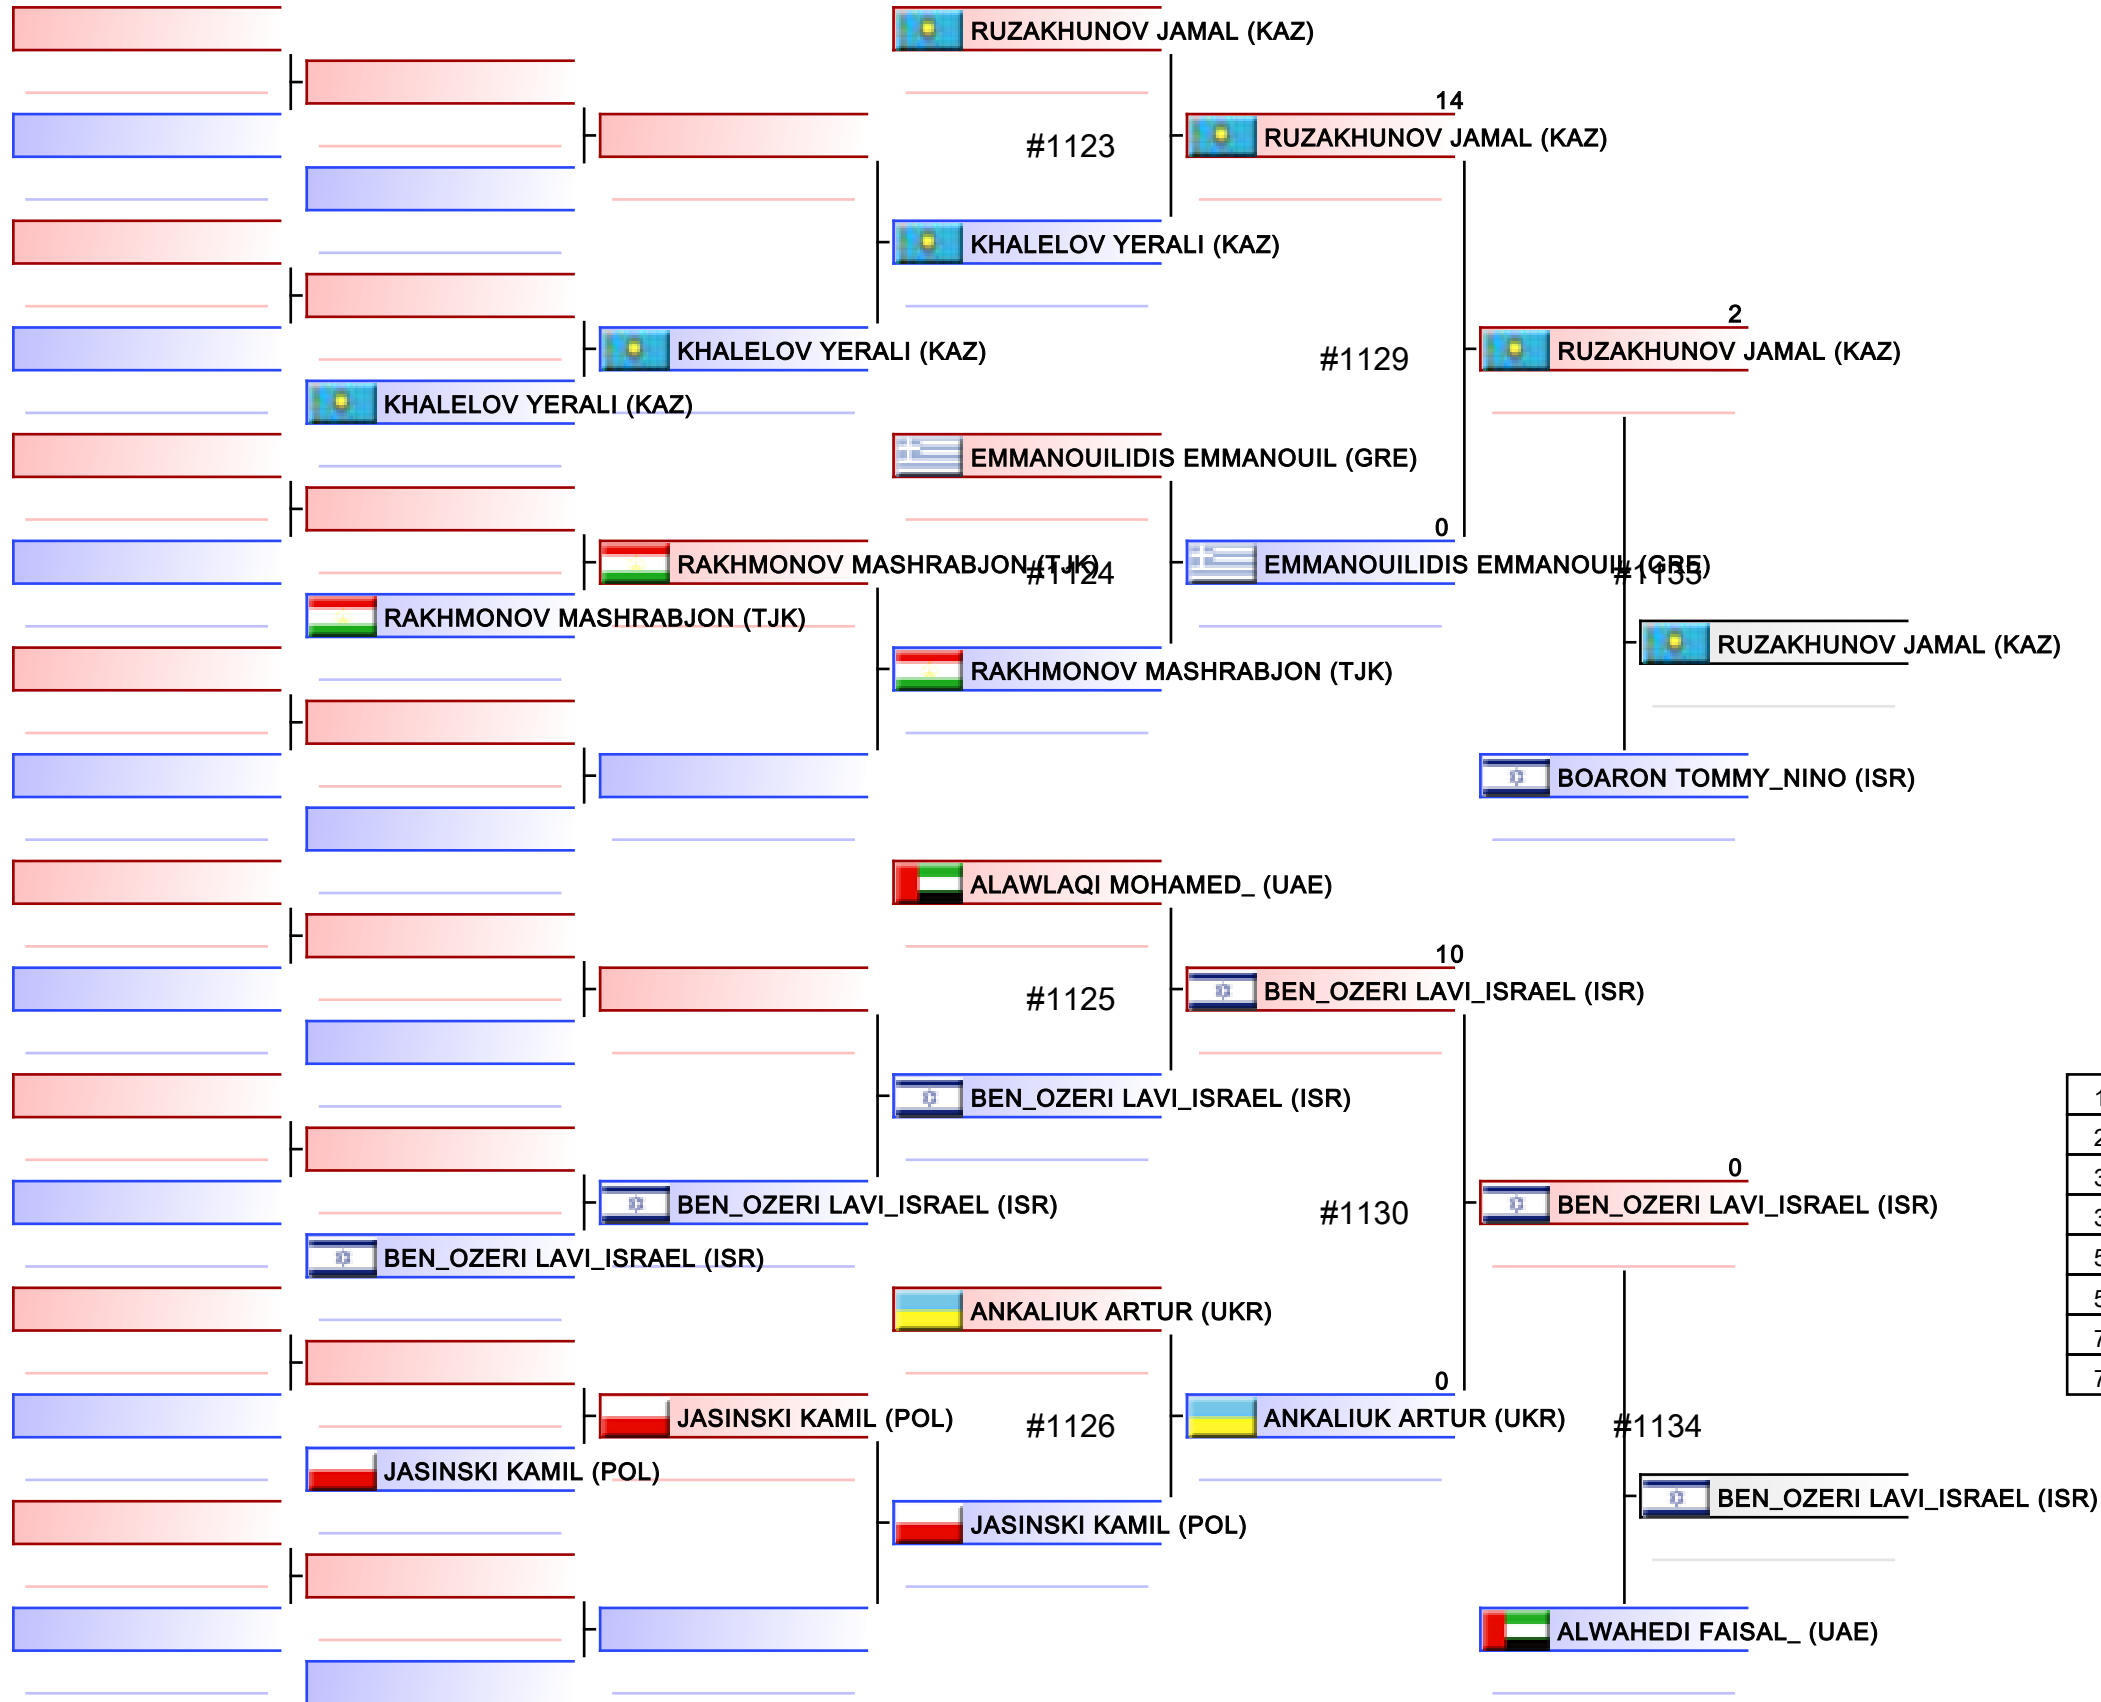 RUZAKHUNOV JAMAL (KAZ)
14
#1123
RUZAKHUNOV JAMAL (KAZ)
KHALELOV YERALI (KAZ)
2
KHALELOV YERALI (KAZ)
#1129
RUZAKHUNOV JAMAL (KAZ)
KHALELOV YERALI (KAZ)
EMMANOUILIDIS EMMANOUIL (GRE)
0
RAKHMONOV MASHRABJON (TJK)
#1124
EMMANOUILIDIS EMMANOUIL (GRE)
RAKHMONOV MASHRABJON (TJK)
RUZAKHUNOV JAMAL (KAZ)
RAKHMONOV MASHRABJON (TJK)
BOARON TOMMY_NINO (ISR)
ALAWLAQI MOHAMED_ (UAE)
10
#1125
BEN_OZERI LAVI_ISRAEL (ISR)
BEN_OZERI LAVI_ISRAEL (ISR)
0
BEN_OZERI LAVI_ISRAEL (ISR)
#1130
BEN_OZERI LAVI_ISRAEL (ISR)
BEN_OZERI LAVI_ISRAEL (ISR)
ANKALIUK ARTUR (UKR)
0
JASINSKI KAMIL (POL)
#1126
ANKALIUK ARTUR (UKR)
#1134
JASINSKI KAMIL (POL)
BEN_OZERI LAVI_ISRAEL (ISR)
JASINSKI KAMIL (POL)
ALWAHEDI FAISAL_ (UAE)